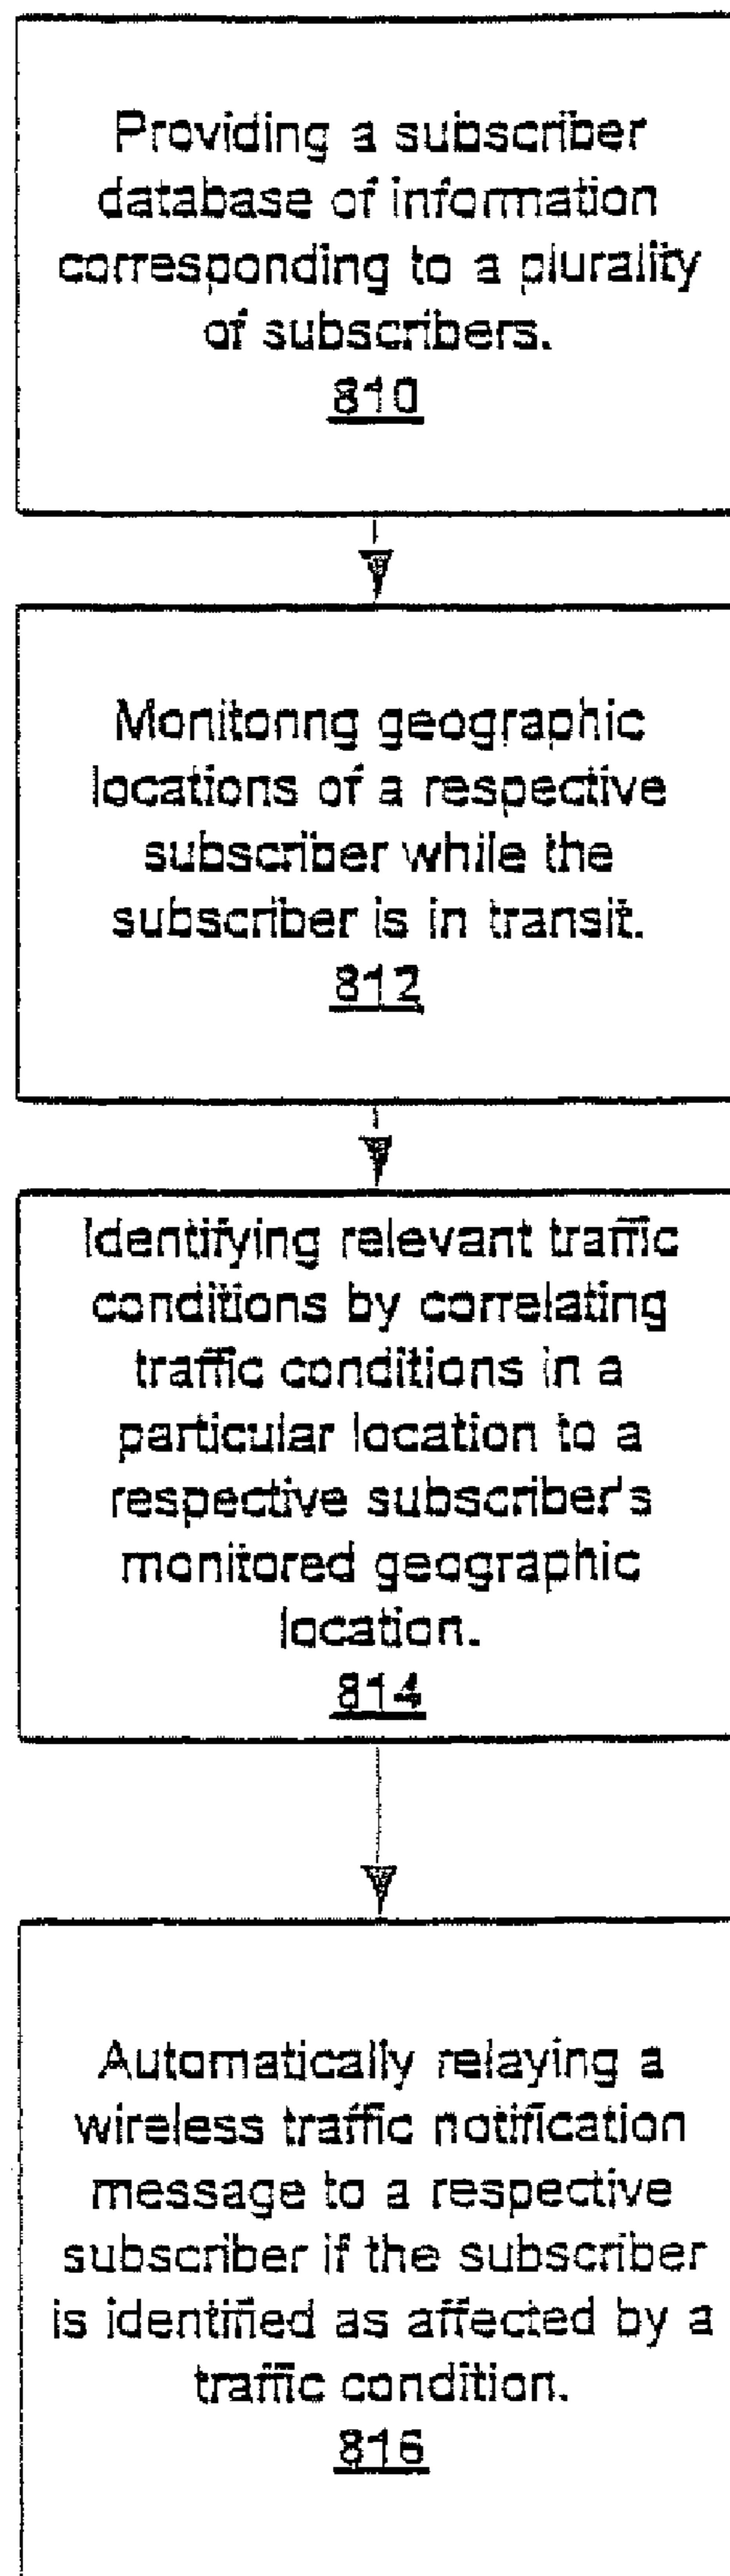 Providing a subscriber
database of information
corresponding to a plurality
of subscribers.
810
Monitoring geographic
locations of a respective
subscriber while the
subscriber is in transit.
812
Identifying relevant traffic
conditions by correlating
traffic conditions in a
particular location to a
respective subscriber's
monitored geographic
location.
814
Automatically relaying a
wireless traffic notification
message to a respective
subscriber if the subscriber
is identified as affected by a
traffic condition.
816